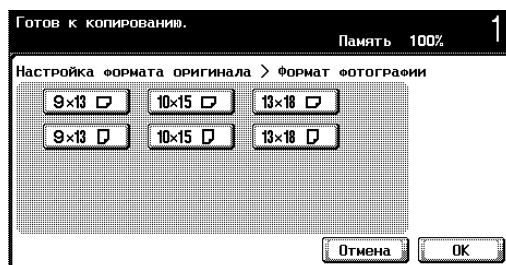 Готов к копированию.
Память 100% 1
Настройка формата оригинала > Формат фотографии
9×13 10×15 13×18
9×13 10×15 13×18
Отмена OK